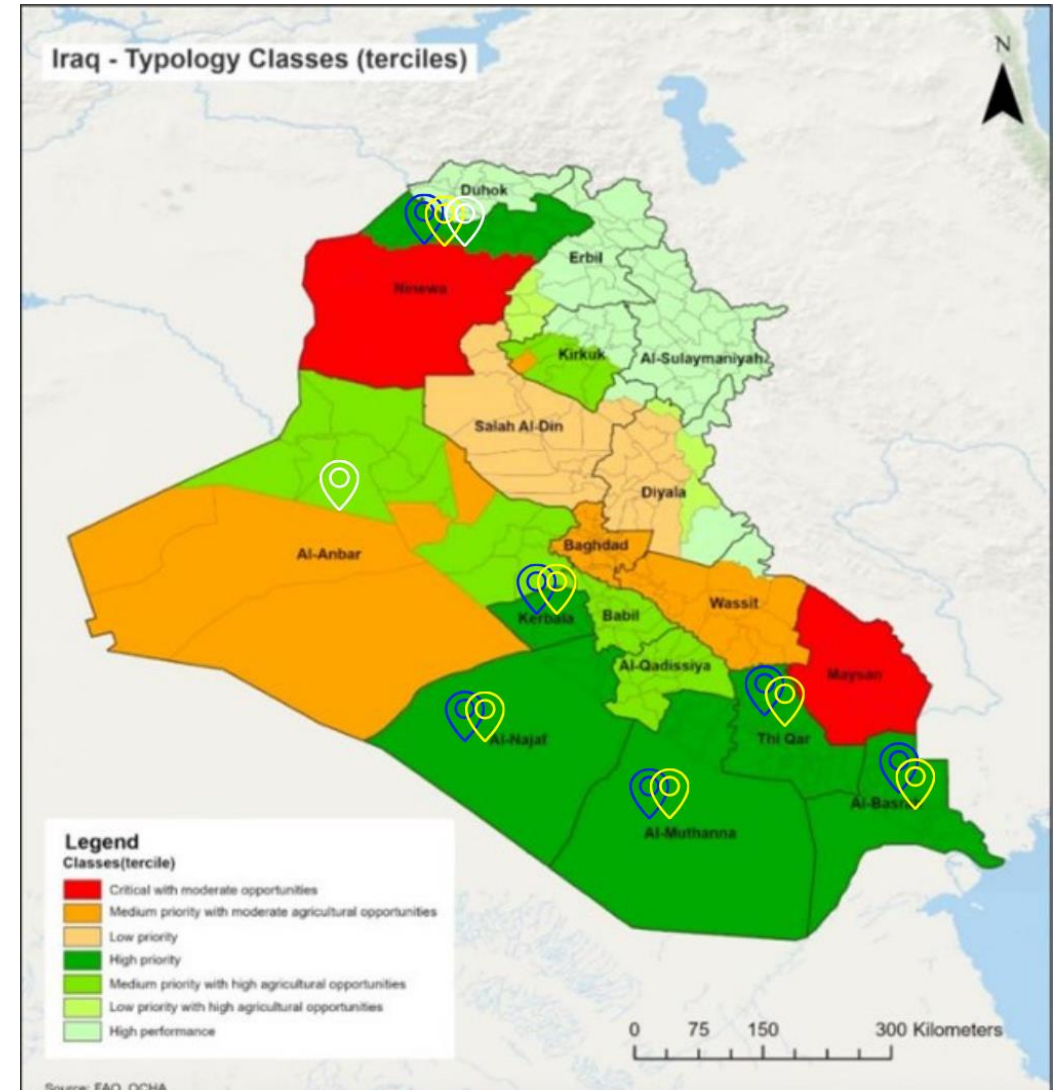 Iraq - Typology Classes (terciles)
N
Duhok
Erbil
Ninewa
Kirkuk
Al-Sulaymaniyah
Salah Al-Din
Diyala
Al-Anbar
Baghdad
Wassit
Kerbala
Babil
Al-Qadissiya
Maysan
Al-Najaf
Thi Qar
Al-Basrah
Al-Muthanna
Legend
Classes(tercile)
Critical with moderate opportunities
Medium priority with moderate agricultural opportunities
Low priority
High priority
Medium priority with high agricultural opportunities
Low priority with high agricultural opportunities
High performance
0 75 150 300 Kilometers
Source: FAO, OCHA